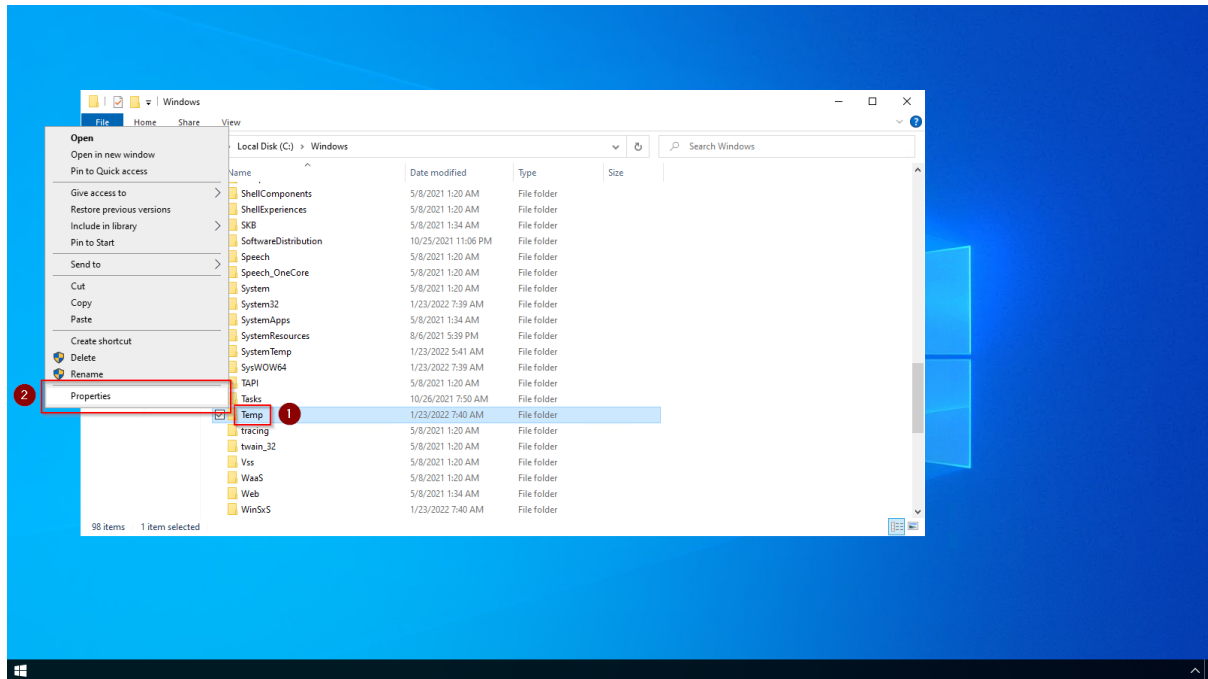 Windows
File Home Share View
Local Disk (C:) > Windows
Search Windows
Open
Open in new window
Pin to Quick access
Give access to
Restore previous versions
Include in library
Pin to Start
Send to
Cut
Copy
Paste
Create shortcut
Delete
Rename
2
Properties
Name Date modified Type Size
ShellComponents 5/8/2021 1:20 AM File folder
ShellExperiences 5/8/2021 1:20 AM File folder
SKB 5/8/2021 1:34 AM File folder
SoftwareDistribution 10/25/2021 11:06 PM File folder
Speech 5/8/2021 1:20 AM File folder
Speech_OneCore 5/8/2021 1:20 AM File folder
System 5/8/2021 1:20 AM File folder
System32 1/23/2022 7:39 AM File folder
SystemApps 5/8/2021 1:34 AM File folder
SystemResources 8/6/2021 5:39 PM File folder
SystemTemp 1/23/2022 5:41 AM File folder
SysWOW64 1/23/2022 7:39 AM File folder
TAPI 5/8/2021 1:20 AM File folder
Tasks 10/26/2021 7:50 AM File folder
Temp 1 1/23/2022 7:40 AM File folder
tracing 5/8/2021 1:20 AM File folder
twain_32 5/8/2021 1:20 AM File folder
Vss 5/8/2021 1:20 AM File folder
WaaS 5/8/2021 1:20 AM File folder
Web 5/8/2021 1:34 AM File folder
WinSxS 1/23/2022 7:40 AM File folder
98 items 1 item selected